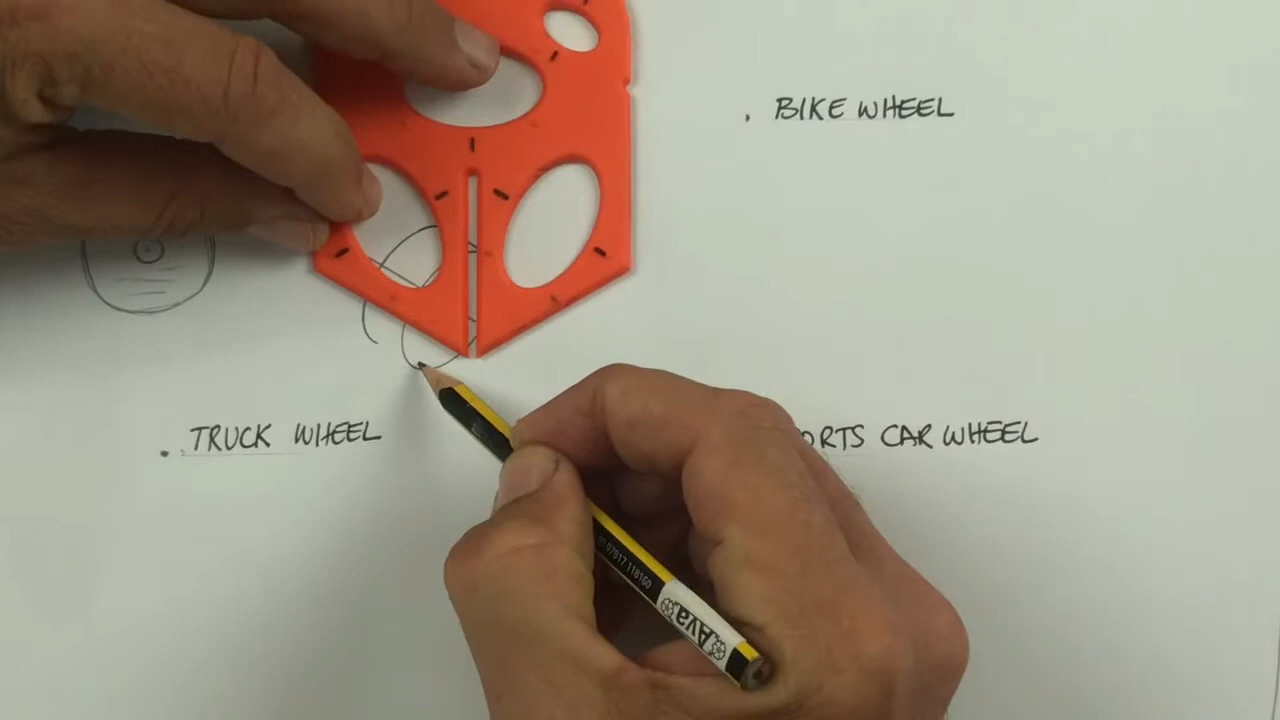 . BIKE WHEEL
. TRUCK WHEEL
ORTS CAR WHEEL
Ava